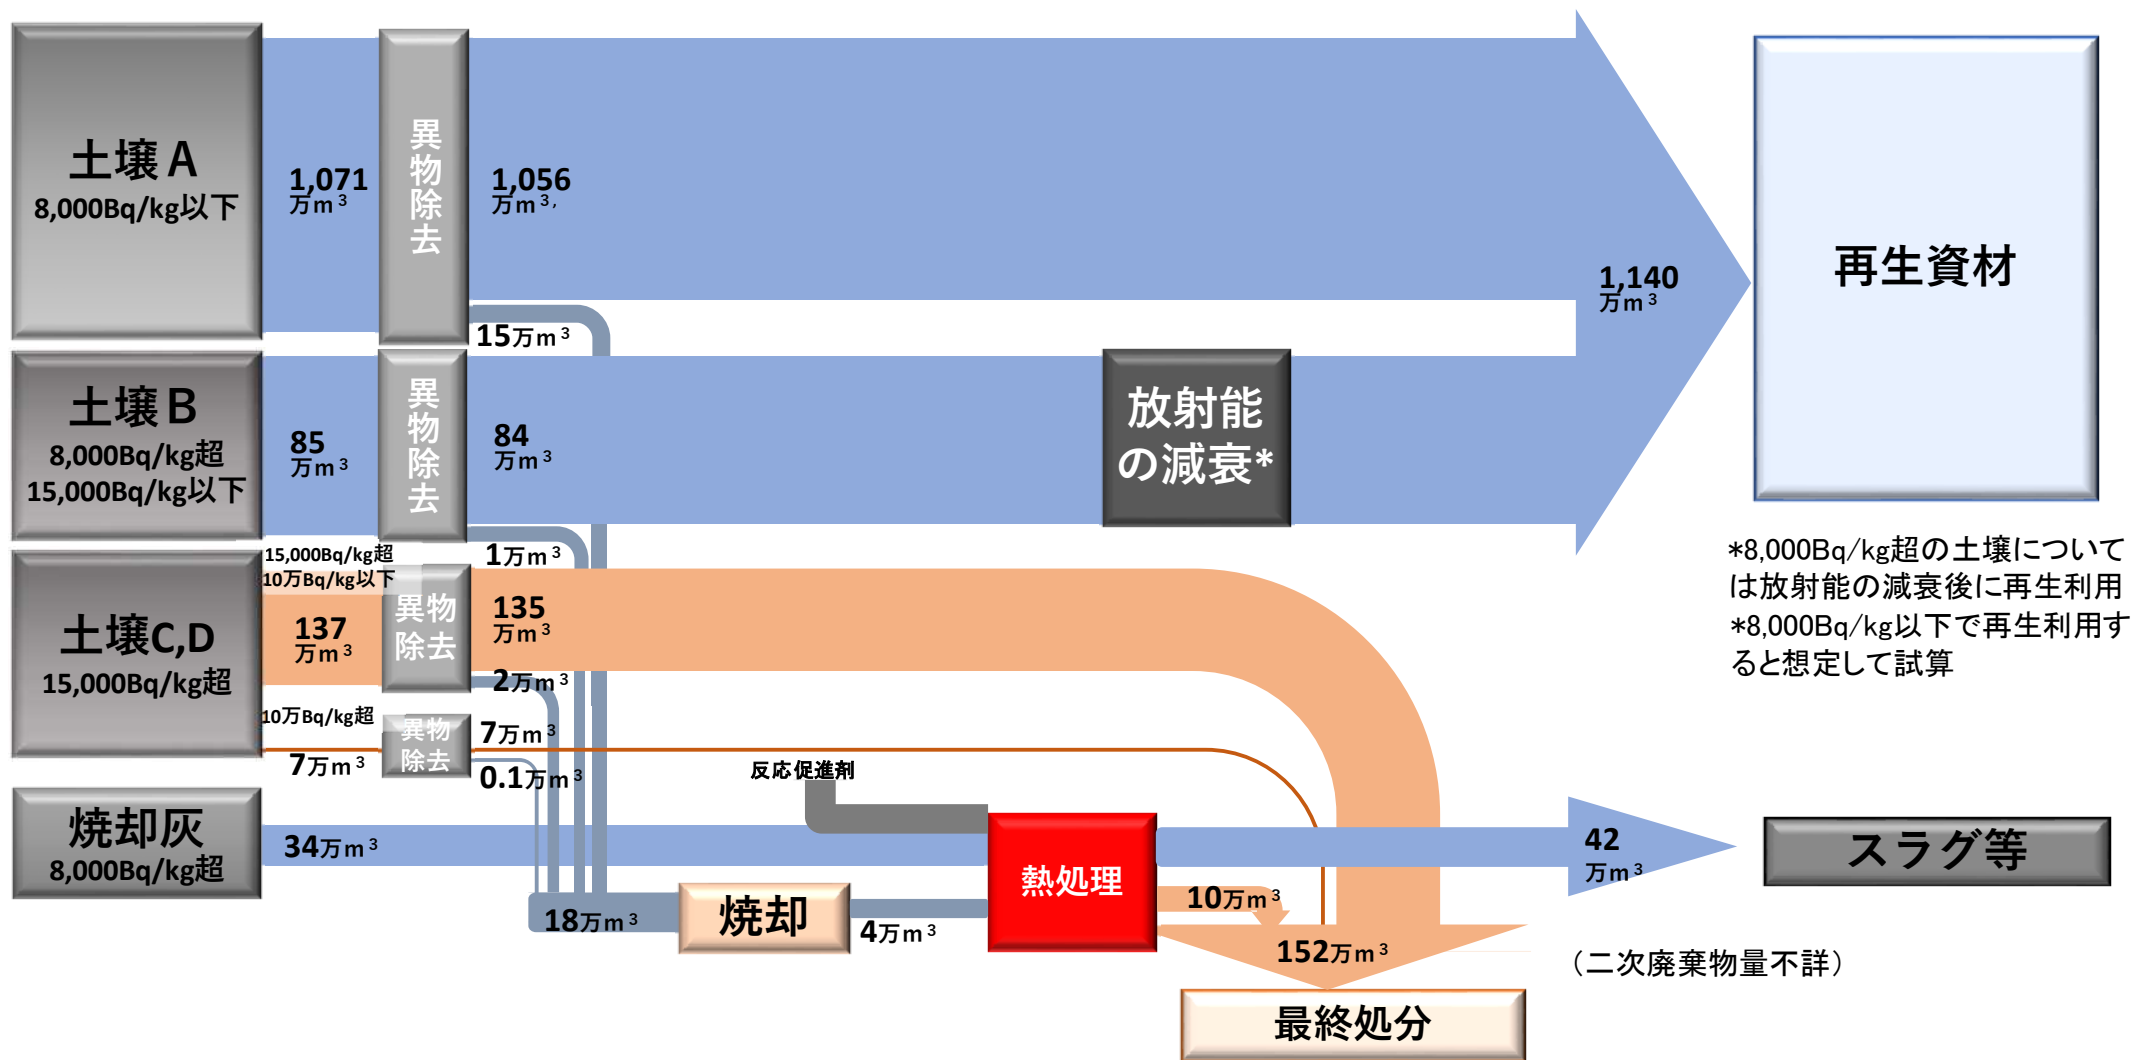 土壌A
8,000Bq/kg以下
1,071
万m³
異物除去
1,056
万m³,
15万m³
1,140
万m³
再生資材
土壌B
8,000Bq/kg超
15,000Bq/kg以下
85
万m³
異物除去
84
万m³
1万m³
放射能
の減衰*
*8,000Bq/kg超の土壌について
は放射能の減衰後に再生利用
*8,000Bq/kg以下で再生利用す
ると想定して試算
土壌C,D
15,000Bq/kg超
15,000Bq/kg超
10万Bq/kg以下
137
万m³
異物
除去
135
万m³
2万m³
10万Bq/kg超
7万m³
異物
除去
7万m³
0.1万m³
反応促進剤
焼却灰
8,000Bq/kg超
34万m³
18万m³
焼却
4万m³
熱処理
42
万m³
スラグ等
10万m³
152万m³
（二次廃棄物量不詳）
最終処分